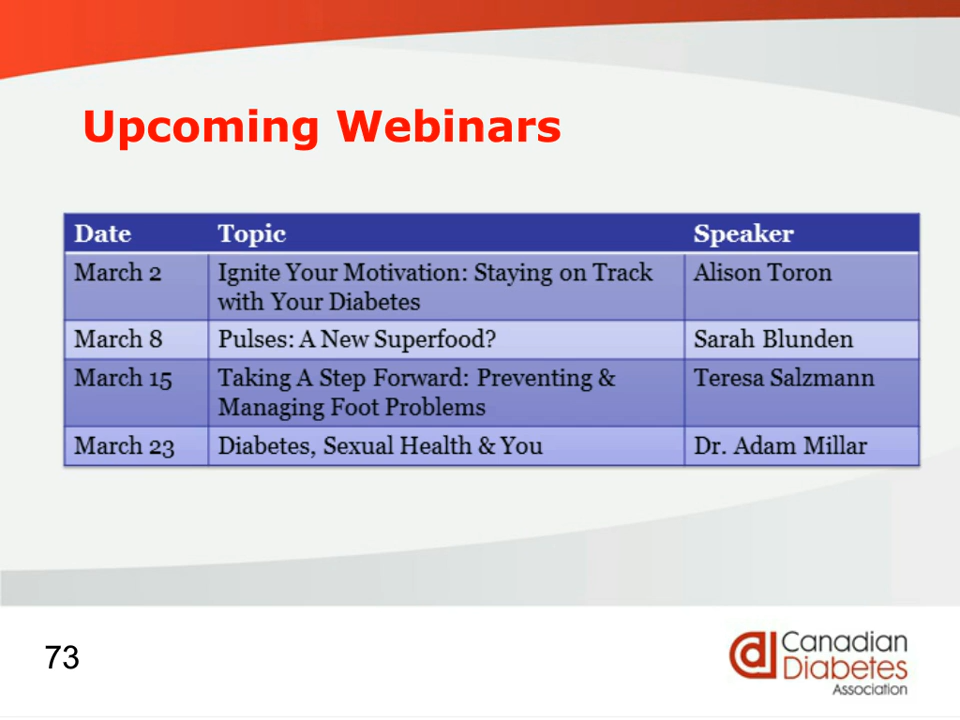 Upcoming Webinars
Date Topic Speaker
March 2 Ignite Your Motivation: Staying on Track Alison Toron
with Your Diabetes
March 8 Pulses: A New Superfood? Sarah Blunden
March 15 Taking A Step Forward: Preventing & Teresa Salzmann
Managing Foot Problems
March 23 Diabetes, Sexual Health & You Dr. Adam Millar
73
Canadian
Diabetes
Association